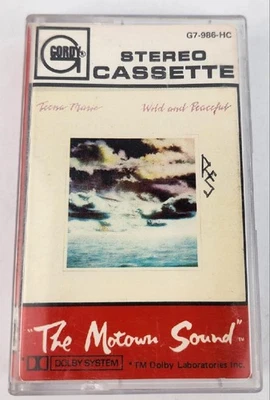 GORDY®
G7-986-HC
STEREO
CASSETTE
Teena Marie Wild and Peaceful
"The Motown Sound"™
DOLBY SYSTEM
*TM Dolby Laboratories Inc.